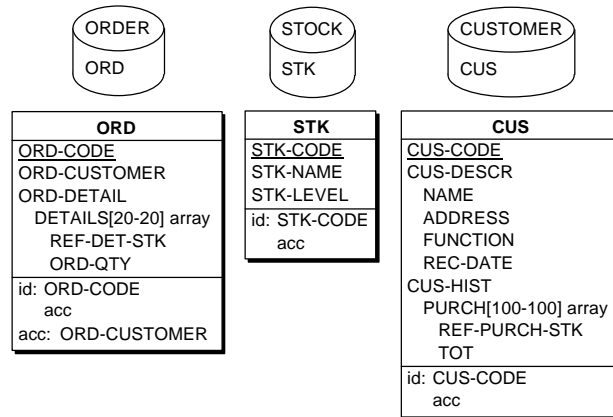 ORDER
ORD
STOCK
STK
CUSTOMER
CUS
ORD
ORD-CODE
ORD-CUSTOMER
ORD-DETAIL
DETAILS[20-20] array
REF-DET-STK
ORD-QTY
id: ORD-CODE
acc
acc: ORD-CUSTOMER
STK
STK-CODE
STK-NAME
STK-LEVEL
id: STK-CODE
acc
CUS
CUS-CODE
CUS-DESCR
NAME
ADDRESS
FUNCTION
REC-DATE
CUS-HIST
PURCH[100-100] array
REF-PURCH-STK
TOT
id: CUS-CODE
acc